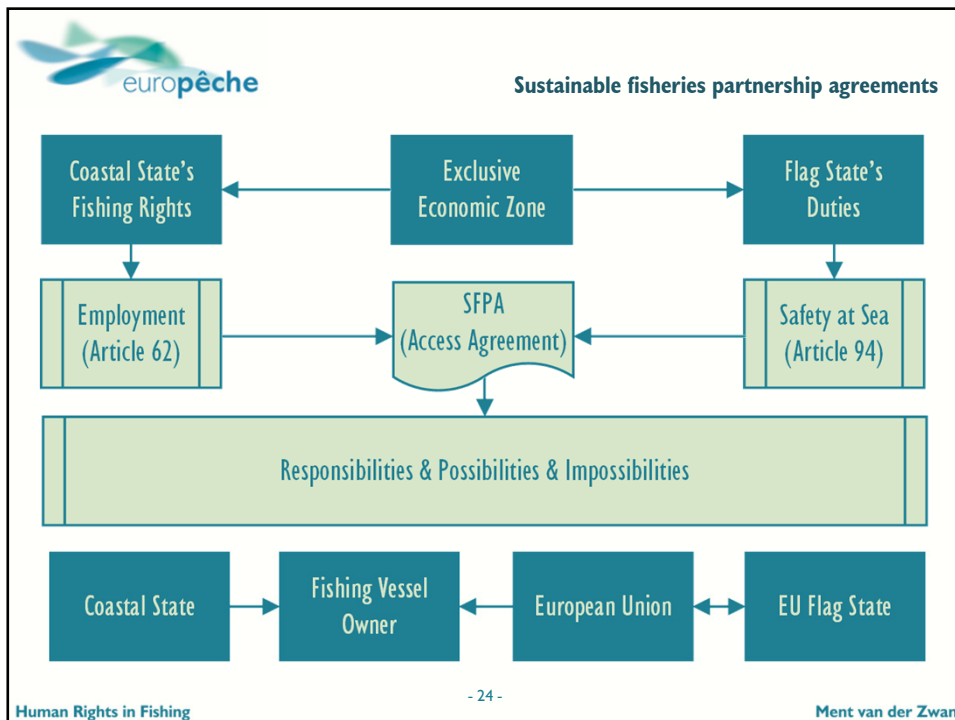 europêche
Sustainable fisheries partnership agreements
Coastal State's
Fishing Rights
Exclusive
Economic Zone
Flag State's
Duties
Employment
(Article 62)
SFPA
(Access Agreement)
Safety at Sea
(Article 94)
Responsibilities & Possibilities & Impossibilities
Coastal State
Fishing Vessel
Owner
European Union
EU Flag State
- 24 -
Human Rights in Fishing
Ment van der Zwan